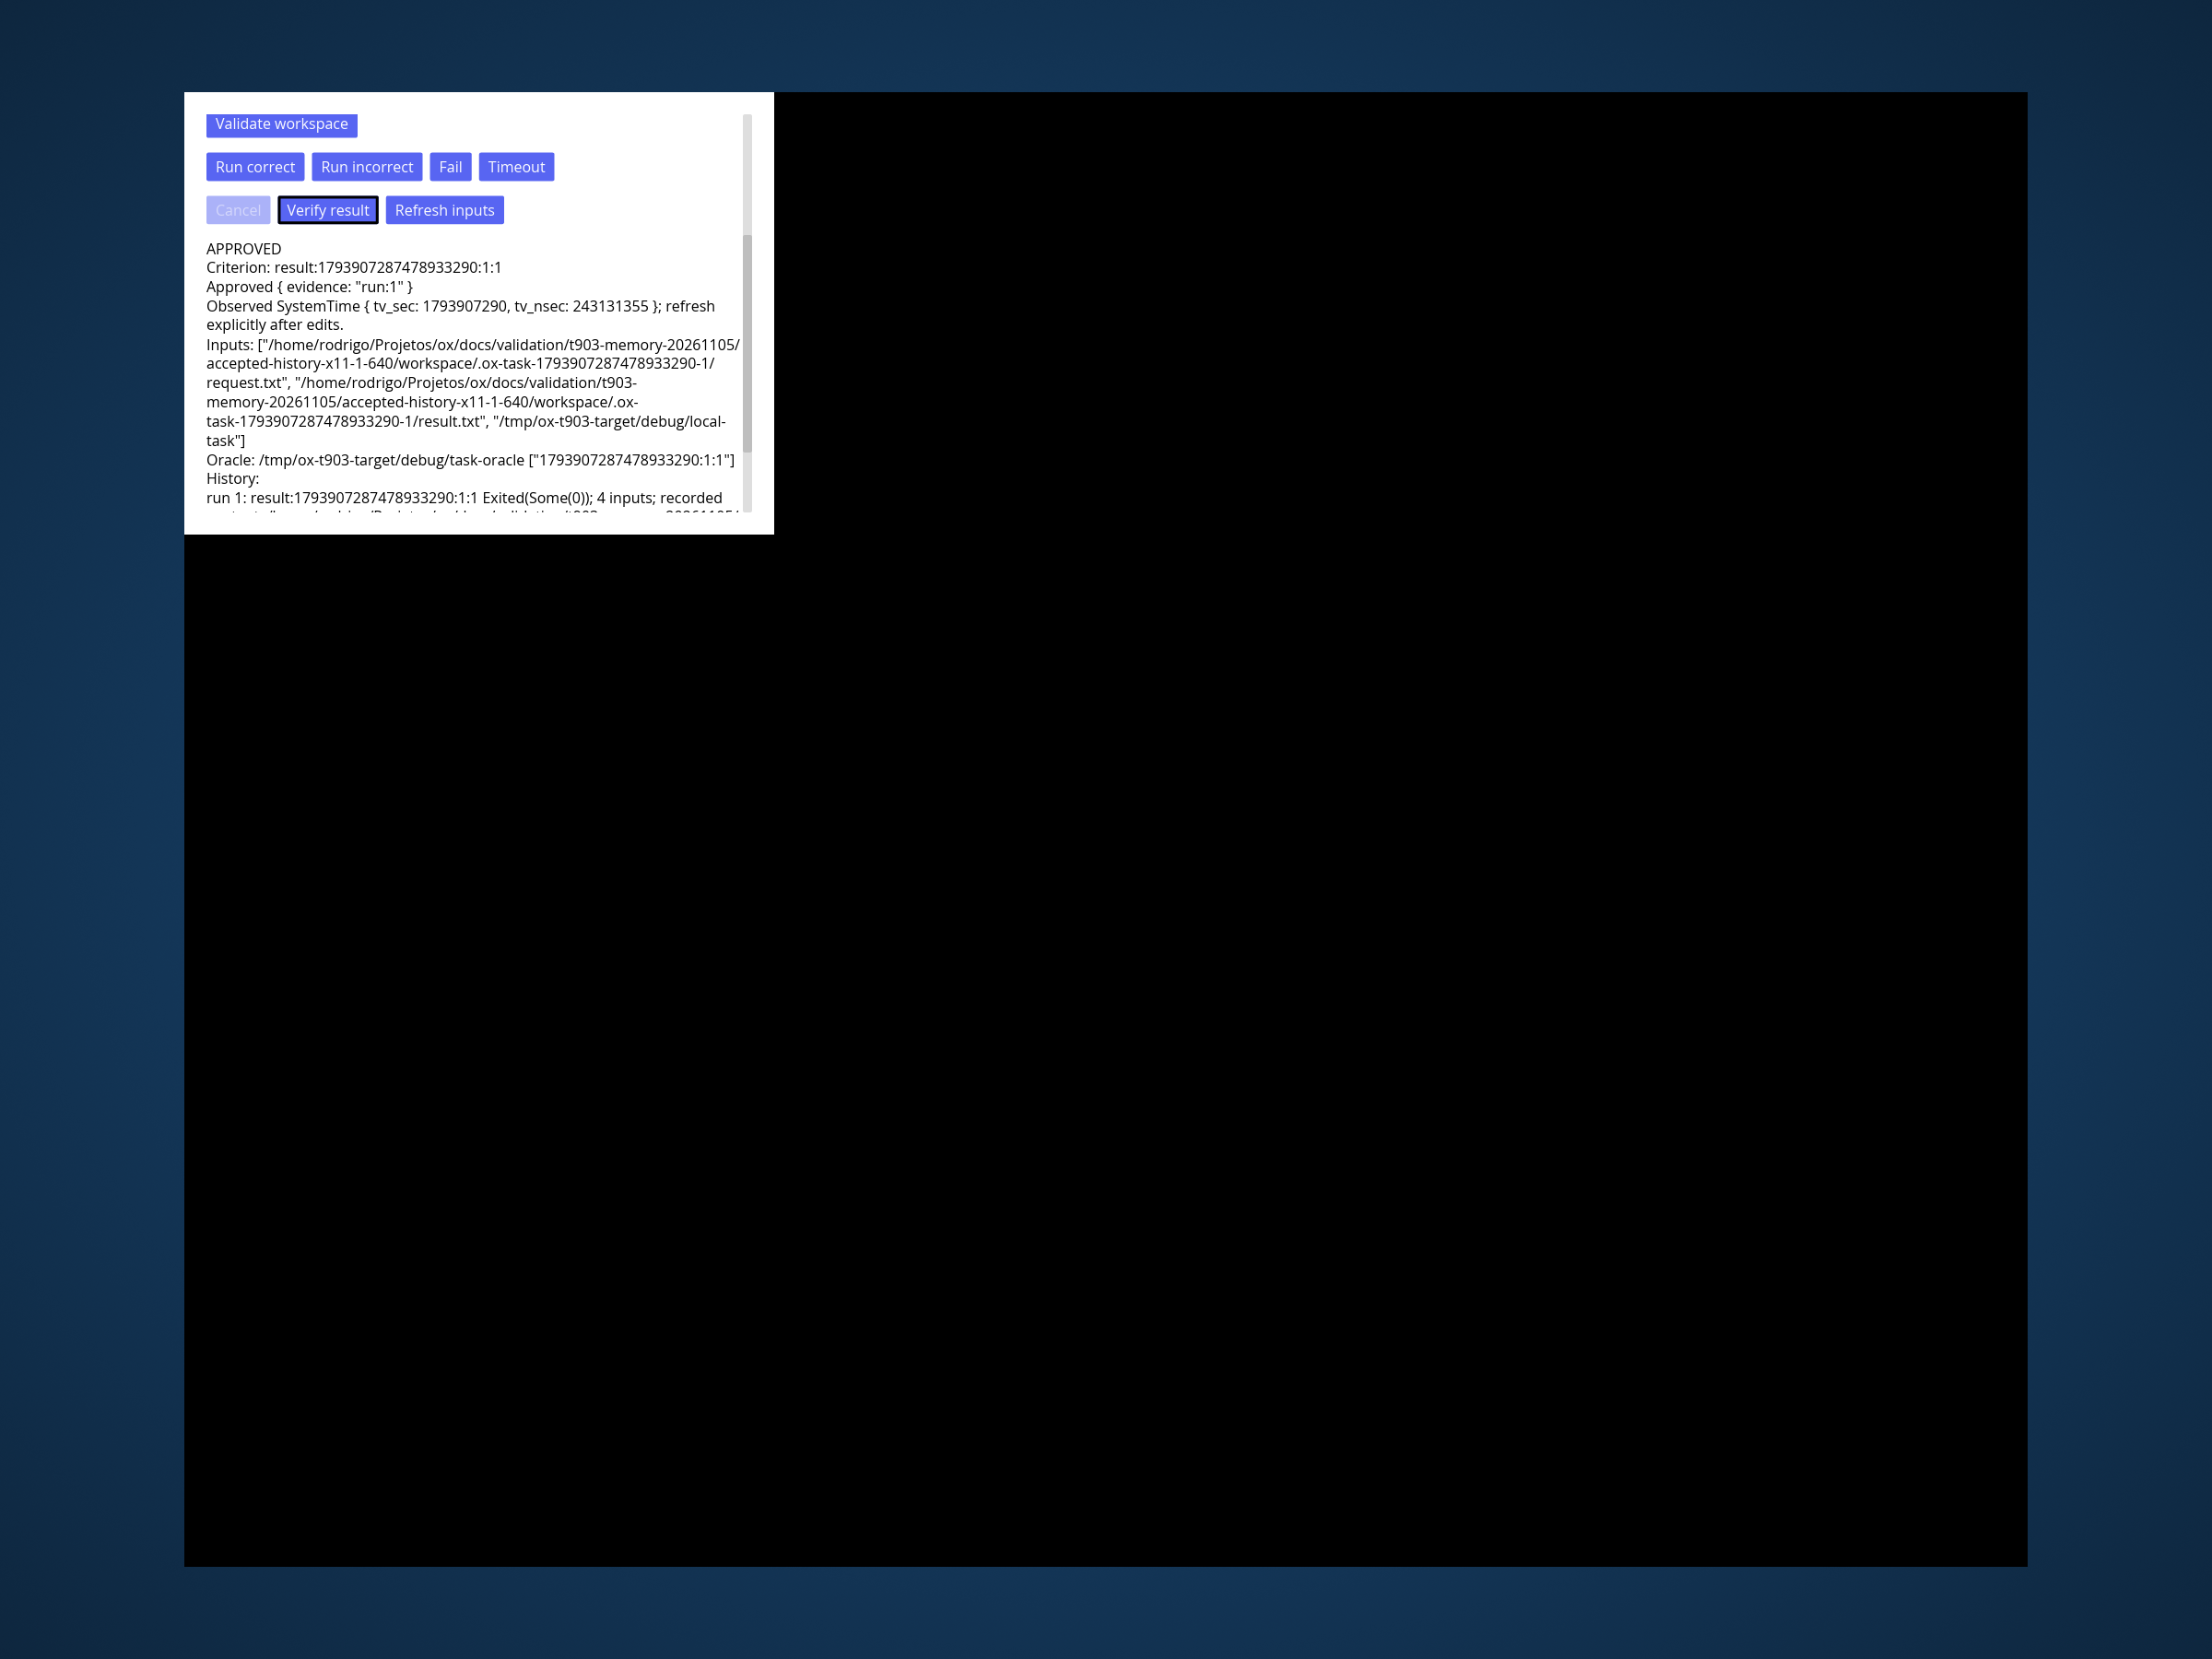 Validate workspace
Run correct Run incorrect Fail Timeout
Cancel Verify result Refresh inputs
APPROVED
Criterion: result:1793907287478933290:1:1
Approved { evidence: "run:1" }
Observed SystemTime { tv_sec: 1793907290, tv_nsec: 243131355 }; refresh
explicitly after edits.
Inputs: ["/home/rodrigo/Projetos/ox/docs/validation/t903-memory-20261105/
accepted-history-x11-1-640/workspace/.ox-task-1793907287478933290-1/
request.txt", "/home/rodrigo/Projetos/ox/docs/validation/t903-
memory-20261105/accepted-history-x11-1-640/workspace/.ox-
task-1793907287478933290-1/result.txt", "/tmp/ox-t903-target/debug/local-
task"]
Oracle: /tmp/ox-t903-target/debug/task-oracle ["1793907287478933290:1:1"]
History:
run 1: result:1793907287478933290:1:1 Exited(Some(0)); 4 inputs; recorded